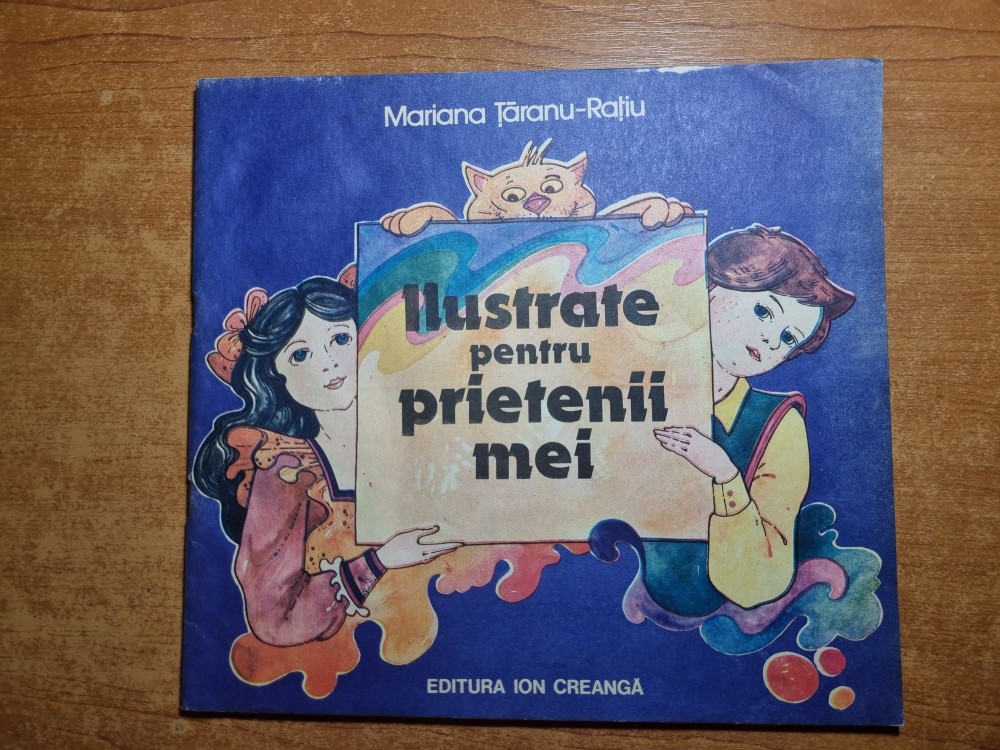 Mariana Țăranu-Rațiu
Ilustrate
pentru
prietenii
mei
EDITURA ION CREANGĂ